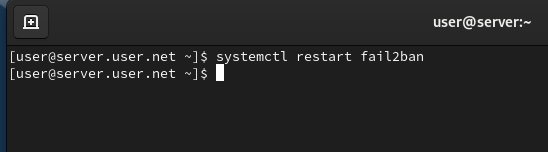 user@server:~
[user@server.user.net ~]$ systemctl restart fail2ban
[user@server.user.net ~]$